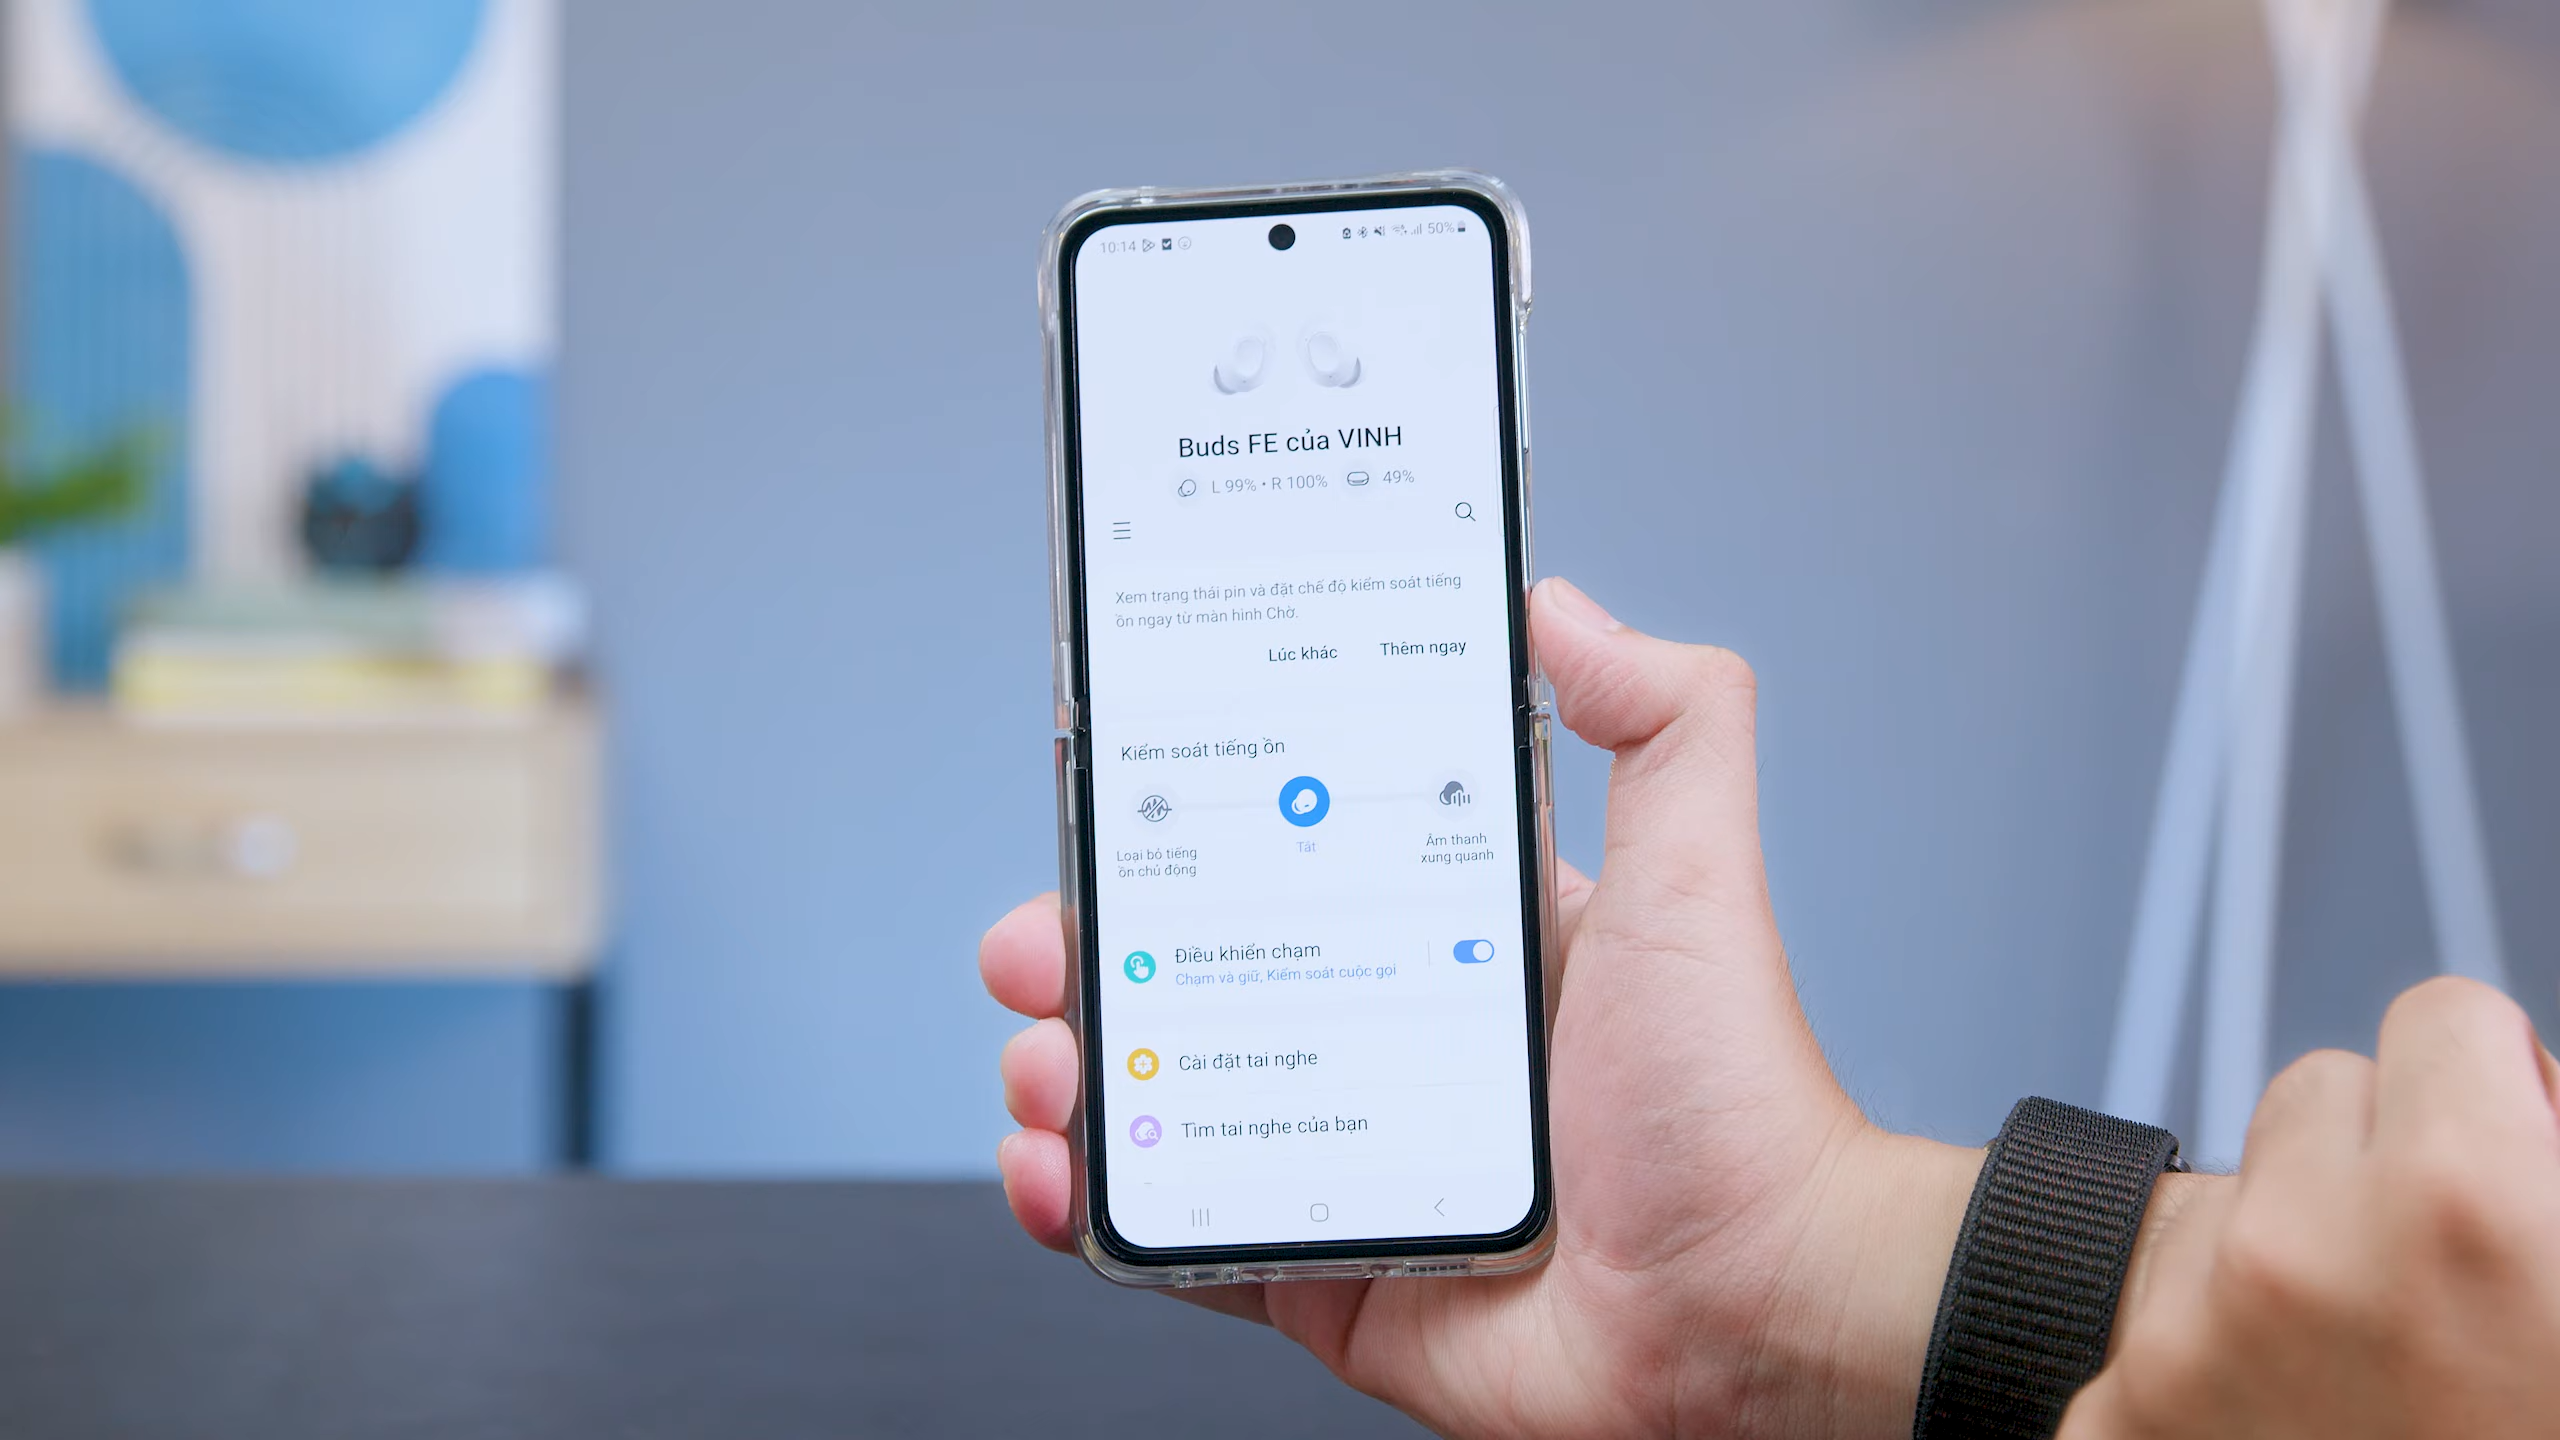 10:14
50%
Buds FE của VINH
L 99% • R 100% 49%
Xem trạng thái pin và đặt chế độ kiểm soát tiếng
ồn ngay từ màn hình Chờ.
Lúc khác Thêm ngay
Kiểm soát tiếng ồn
Loại bỏ tiếng
ồn chủ động
Tắt
Âm thanh
xung quanh
Điều khiển chạm
Chạm và giữ, Kiểm soát cuộc gọi
Cài đặt tai nghe
Tìm tai nghe của bạn